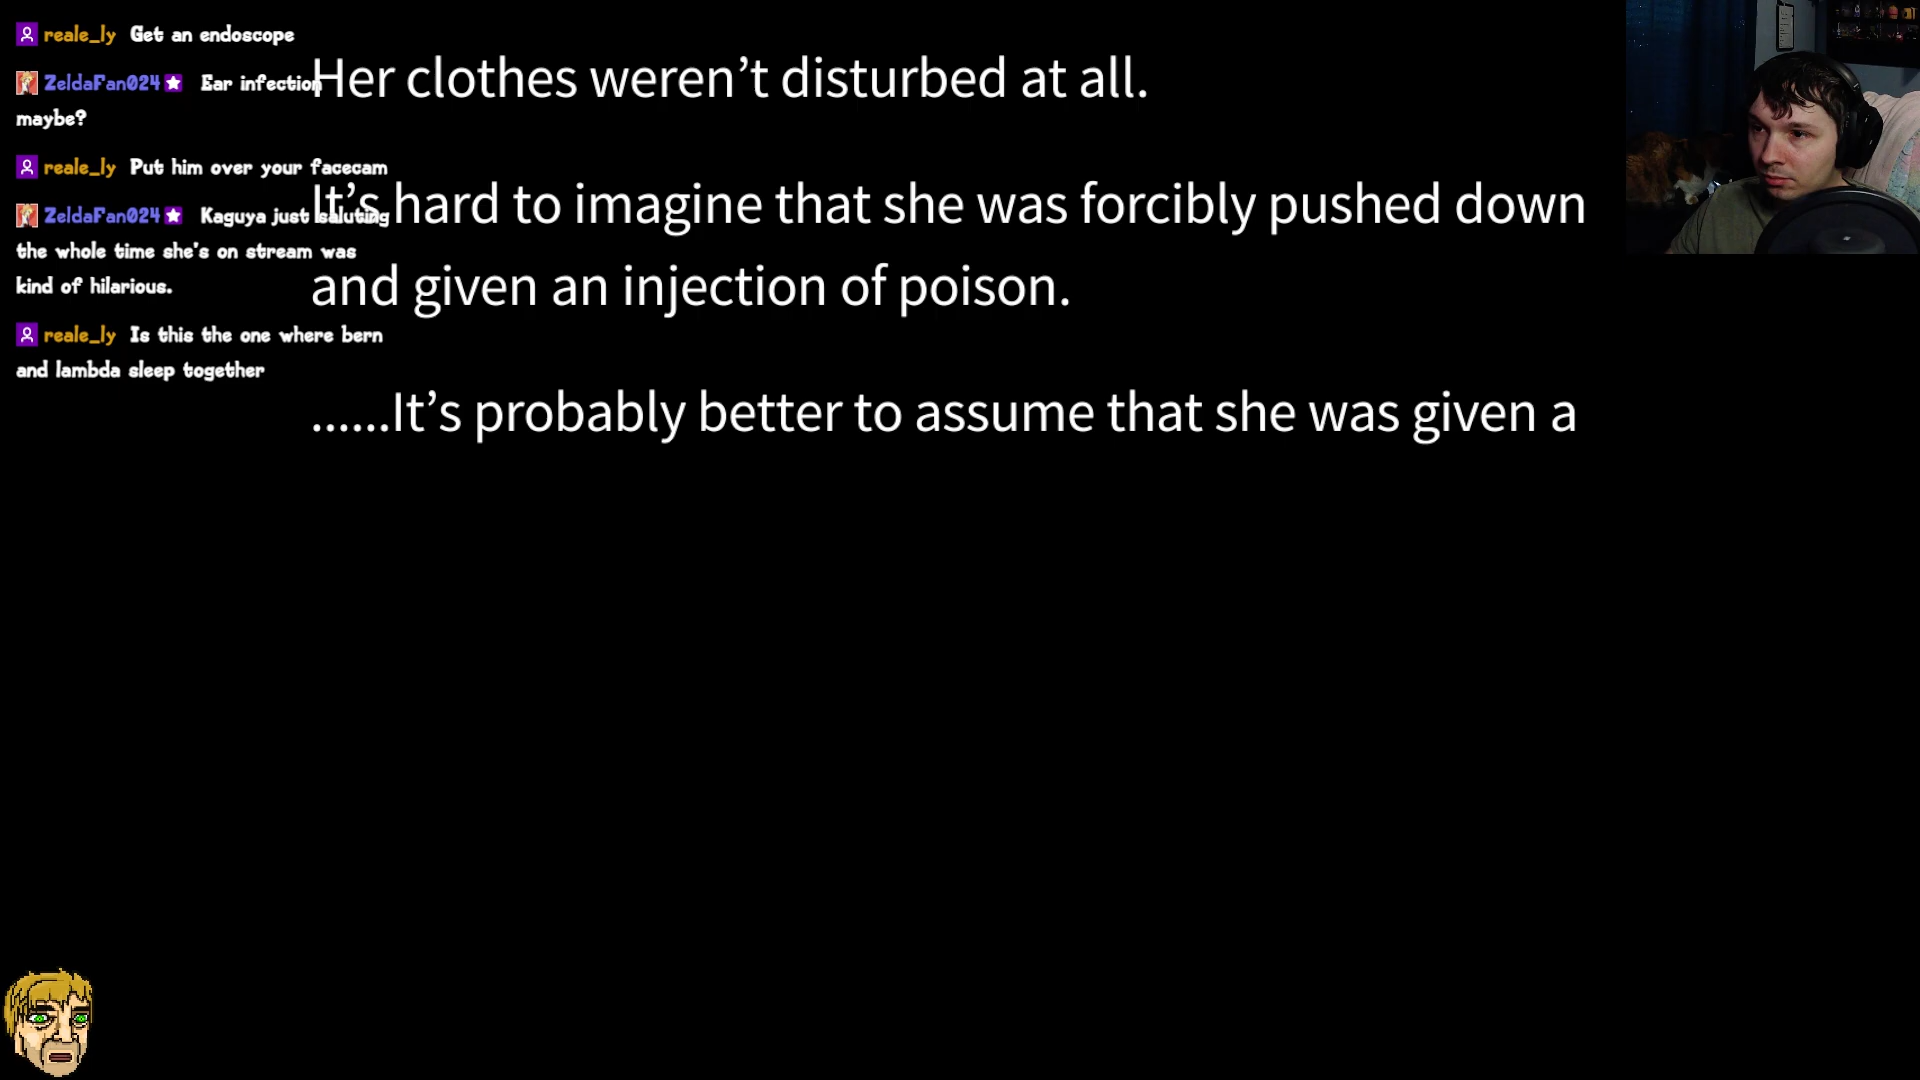 reale_ly Get an endoscope
ZeldaFan024 Ear infection
maybe?
reale_ly Put him over your facecam
ZeldaFan024 Kaguya just saluting
the whole time she's on stream was
kind of hilarious.
reale_ly Is this the one where bern
and lambda sleep together
Her clothes weren’t disturbed at all.
It’s hard to imagine that she was forcibly pushed down
and given an injection of poison.
......It’s probably better to assume that she was given a